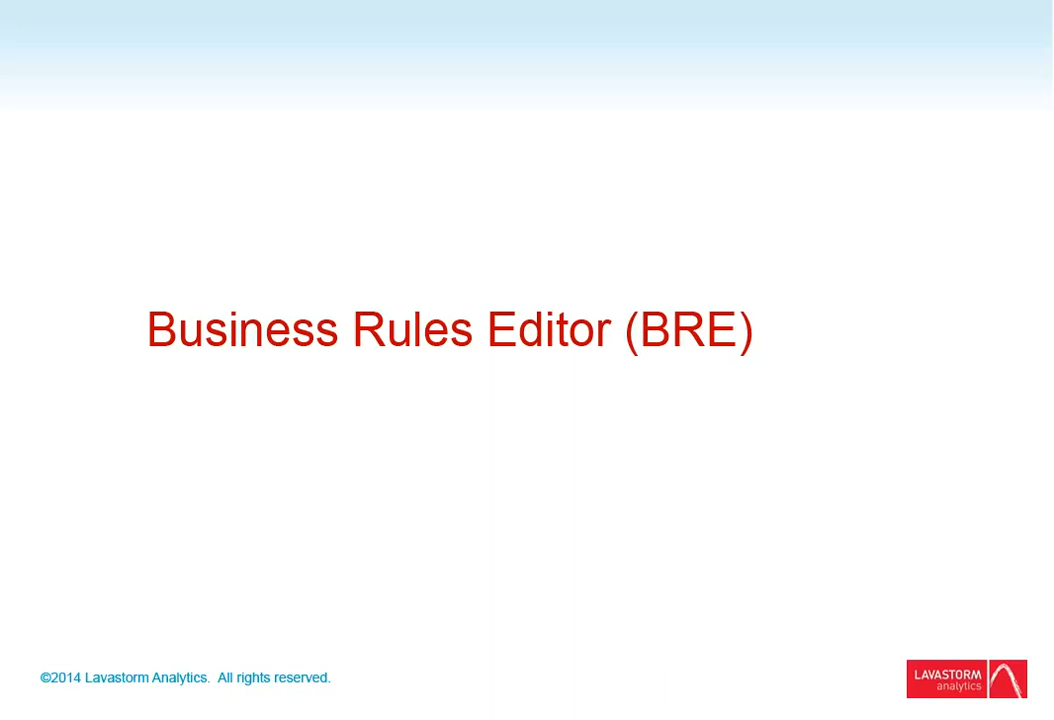 Business Rules Editor (BRE)
©2014 Lavastorm Analytics. All rights reserved.
LAVASTORM
analytics